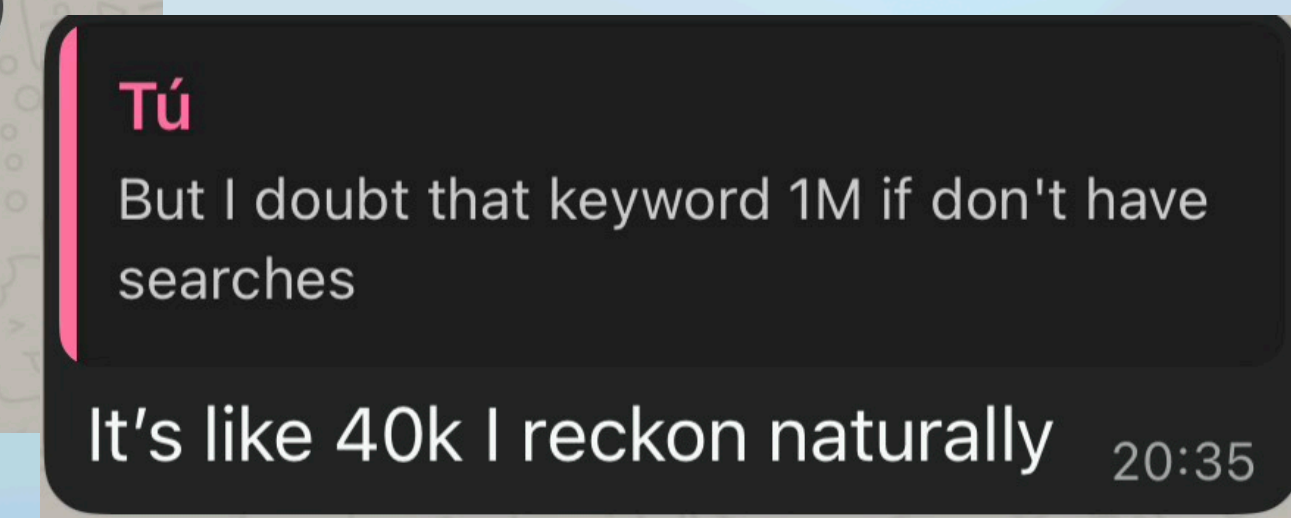 Tú
But I doubt that keyword 1M if don't have
searches
It’s like 40k I reckon naturally
20:35